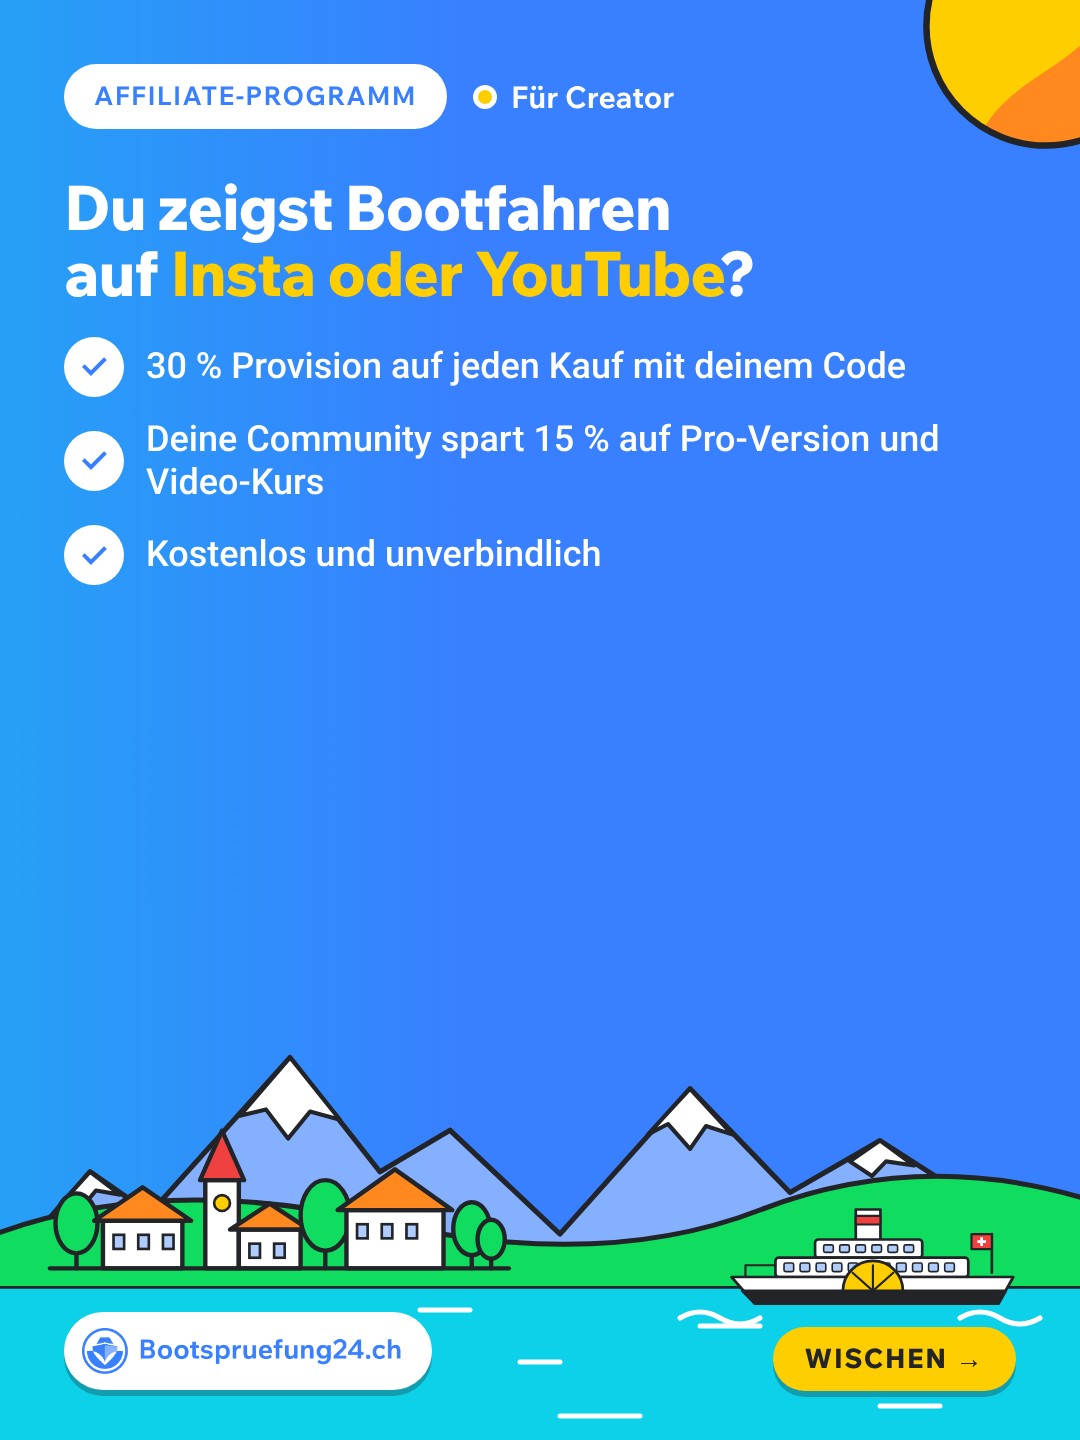 AFFILIATE-PROGRAMM
Für Creator
Du zeigst Bootfahren
auf Insta oder YouTube?
30 % Provision auf jeden Kauf mit deinem Code
Deine Community spart 15 % auf Pro-Version und
Video-Kurs
Kostenlos und unverbindlich
Bootspruefung24.ch
WISCHEN →